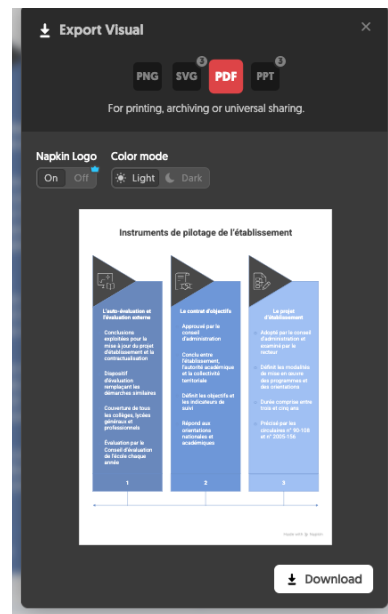 Export Visual
3
3
PNG SVG PDF PPT
For printing, archiving or universal sharing.
Napkin Logo Color mode
On Off Light Dark
Instruments de pilotage de l'établissement
L'auto-évaluation et
l'évaluation externe
Conclusions
exploitées pour la
mise à jour du projet
d'établissement et la
contractualisation
Dispositif
d'évaluation
remplaçant les
démarches similaires
Couverture de tous
les collèges, lycées
généraux et
professionnels
Évaluation par le
Conseil d'évaluation
de l'école chaque
année
1
Le contrat d'objectifs
Approuvé par le
conseil
d'administration
Conclu entre
l'établissement,
l'autorité académique
et la collectivité
territoriale
Définit les objectifs et
les indicateurs de
suivi
Répond aux
orientations
nationales et
académiques
2
Le projet
d'établissement
Adopté par le conseil
d'administration et
examiné par le
recteur
Définit les modalités
de mise en œuvre
des programmes et
des orientations
Durée comprise entre
trois et cinq ans
Précisé par les
circulaires n° 90-108
et n° 2005-156
3
Download